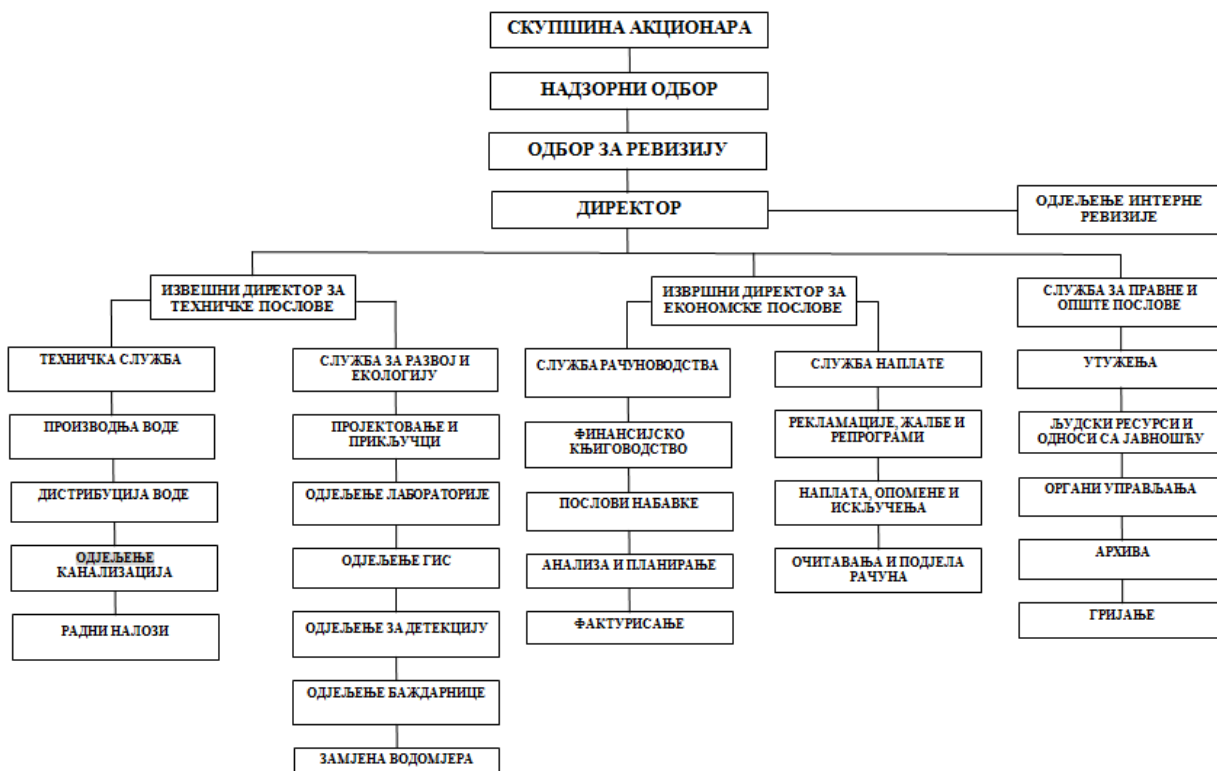 СКУПШИНА АКЦИОНАРА
НАДЗОРНИ ОДБОР
ОДБОР ЗА РЕВИЗИЈУ
ДИРЕКТОР
ОДЈЕЉЕЊЕ ИНТЕРНЕ
РЕВИЗИЈЕ
ИЗВЕШНИ ДИРЕКТОР ЗА
ТЕХНИЧКЕ ПОСЛОВЕ
ИЗВРШНИ ДИРЕКТОР ЗА
ЕКОНОМСКЕ ПОСЛОВЕ
СЛУЖБА ЗА ПРАВНЕ И
ОПШТЕ ПОСЛОВЕ
ТЕХНИЧКА СЛУЖБА
ПРОИЗВОДЊА ВОДЕ
ДИСТРИБУЦИЈА ВОДЕ
ОДЈЕЉЕЊЕ
КАНАЛИЗАЦИЈА
РАДНИ НАЛОЗИ
СЛУЖБА ЗА РАЗВОЈ И
ЕКОЛОГИЈУ
ПРОЈЕКТОВАЊЕ И
ПРИКЉУЧЦИ
ОДЈЕЉЕЊЕ ЛАБОРАТОРИЈЕ
ОДЈЕЉЕЊЕ ГИС
ОДЈЕЉЕЊЕ ЗА ДЕТЕКЦИЈУ
ОДЈЕЉЕЊЕ БАЖДАРНИЦЕ
ЗАМЈЕНА ВОДОМЈЕРА
СЛУЖБА РАЧУНОВОДСТВА
ФИНАНСИЈСКО
КЊИГОВОДСТВО
ПОСЛОВИ НАБАВКЕ
АНАЛИЗА И ПЛАНИРАЊЕ
ФАКТУРИСАЊЕ
СЛУЖБА НАПЛАТЕ
РЕКЛАМАЦИЈЕ, ЖАЛБЕ И
РЕПРОГРАМИ
НАПЛАТА, ОПОМЕНЕ И
ИСКЉУЧЕЊА
ОЧИТАВАЊА И ПОДЈЕЛА
РАЧУНА
УТУЖЕЊА
ЉУДСКИ РЕСУРСИ И
ОДНОСИ СА ЈАВНОШЋУ
ОРГАНИ УПРАВЉАЊА
АРХИВА
ГРИЈАЊЕ